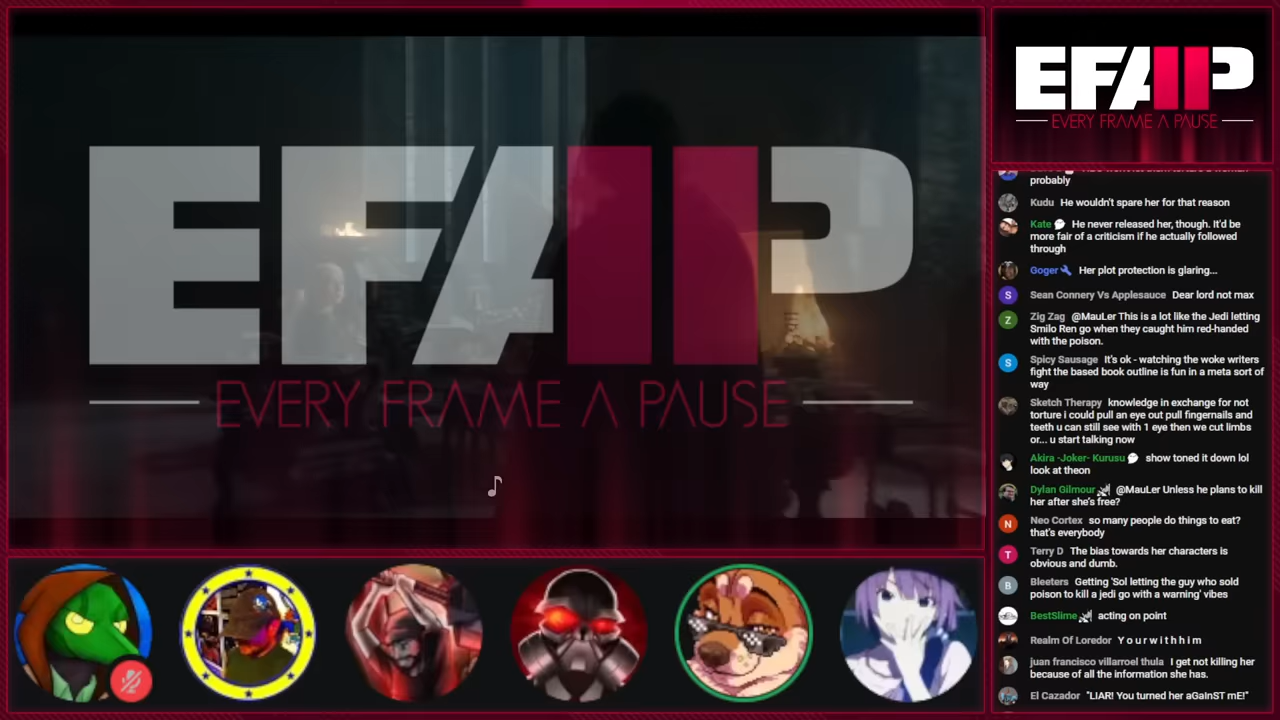 EFAP
EVERY FRAME A PAUSE
♪
EFAP
EVERY FRAME A PAUSE
probably
Kudu He wouldn't spare her for that reason
Kate He never released her, though. It'd be
more fair of a criticism if he actually followed
through
Goger Her plot protection is glaring...
S
Sean Connery Vs Applesauce Dear lord not max
Z
Zig Zag @MauLer This is a lot like the Jedi letting
Smilo Ren go when they caught him red-handed
with the poison.
S
Spicy Sausage It's ok - watching the woke writers
fight the based book outline is fun in a meta sort of
way
Sketch Therapy knowledge in exchange for not
torture i could pull an eye out pull fingernails and
teeth u can still see with 1 eye then we cut limbs
or... u start talking now
Akira -Joker- Kurusu show toned it down lol
look at theon
Dylan Gilmour @MauLer Unless he plans to kill
her after she's free?
N
Neo Cortex so many people do things to eat?
that's everybody
T
Terry D The bias towards her characters is
obvious and dumb.
B
Bleeters Getting 'Sol letting the guy who sold
poison to kill a jedi go with a warning' vibes
BestSlime acting on point
Realm Of Loredor Y o u r w i t h h i m
juan francisco villarroel thula I get not killing her
because of all the information she has.
El Cazador "LIAR! You turned her aGaInST mE!"